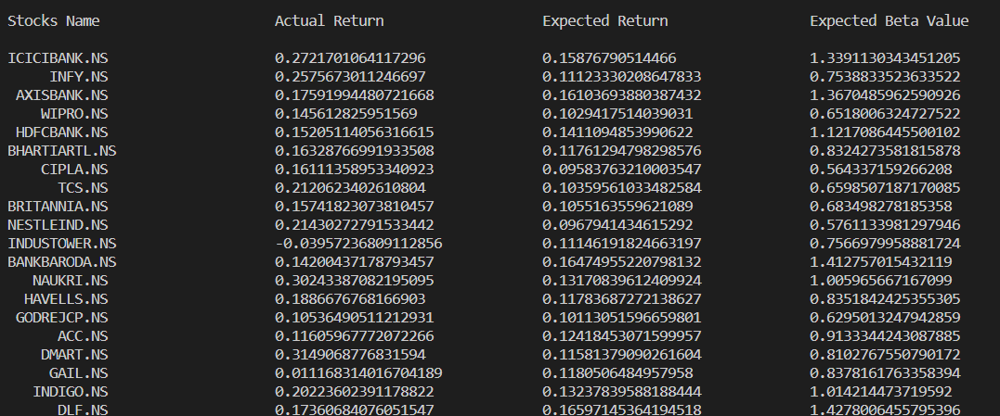 Stocks Name Actual Return Expected Return Expected Beta Value
ICICIBANK.NS 0.2721701064117296 0.15876790514466 1.3391130343451205
INFY.NS 0.2575673011246697 0.11123330208647833 0.7538833523633522
AXISBANK.NS 0.17591994480721668 0.16103693880387432 1.3670485962590926
WIPRO.NS 0.145612825951569 0.1029417514039031 0.6518006324727522
HDFCBANK.NS 0.15205114056316615 0.1411094853990622 1.1217086445500102
BHARTIARTL.NS 0.16328766991933508 0.11761294798298576 0.8324273581815878
CIPLA.NS 0.16111358953340923 0.09583763210003547 0.564337159266208
TCS.NS 0.2120623402610804 0.10359561033482584 0.6598507187170085
BRITANNIA.NS 0.15741823073810457 0.1055163559621089 0.683498278185358
NESTLEIND.NS 0.21430272791533442 0.0967941434615292 0.5761133981297946
INDUSTOWER.NS -0.03957236809112856 0.11146191824663197 0.7566979958881724
BANKBARODA.NS 0.14200437178793457 0.16474955220798132 1.412757015432119
NAUKRI.NS 0.30243387082195095 0.13170839612409924 1.005965667167099
HAVELLS.NS 0.1886676768166903 0.11783687272138627 0.8351842425355305
GODREJCP.NS 0.10536490511212931 0.10113051596659801 0.6295013247942859
ACC.NS 0.11605967772072266 0.12418453071599957 0.9133344243087885
DMART.NS 0.3149068776831594 0.11581379090261604 0.8102767550790172
GAIL.NS 0.011168314016704189 0.1180506484957958 0.8378161763358394
INDIGO.NS 0.20223602391178822 0.13237839588188444 1.014214473719592
DLF.NS 0.17360684076051547 0.16597145364194518 1.4278006455795396